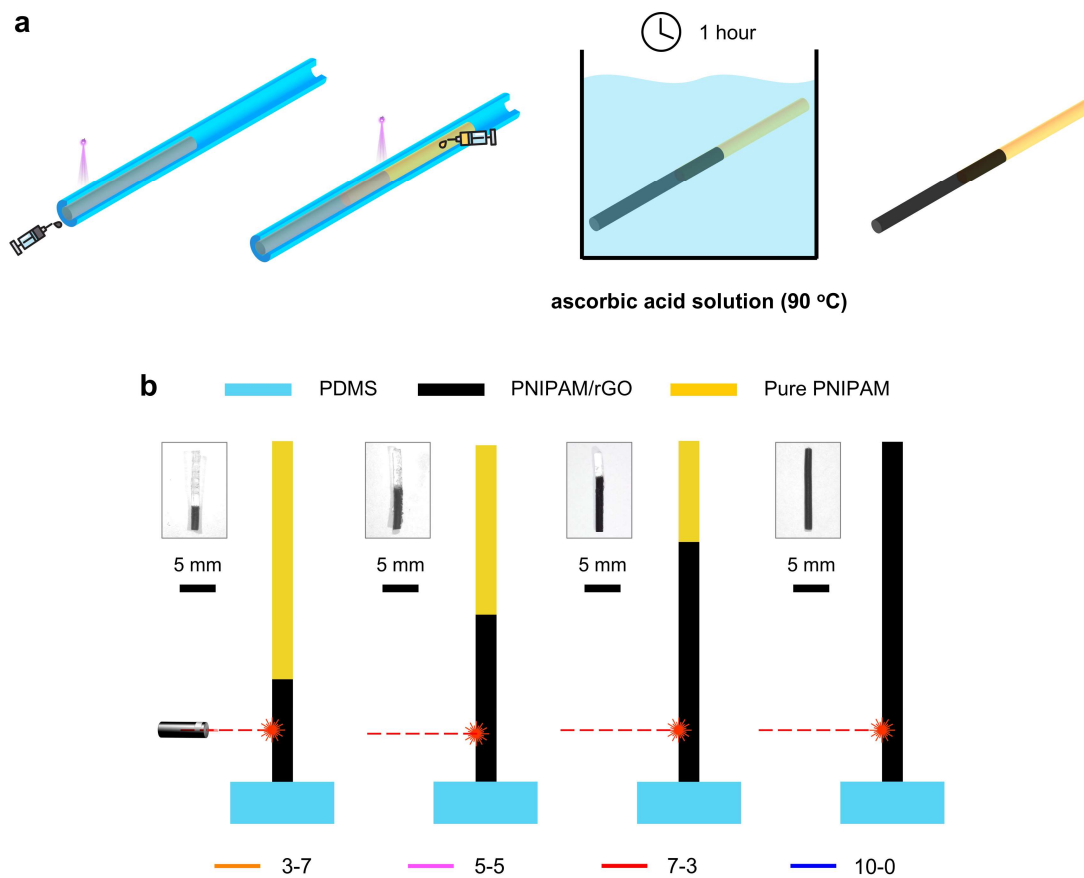 a
1 hour
ascorbic acid solution (90 ºC)
b
PDMS
PNIPAM/rGO
Pure PNIPAM
5 mm
5 mm
5 mm
5 mm
3-7
5-5
7-3
10-0